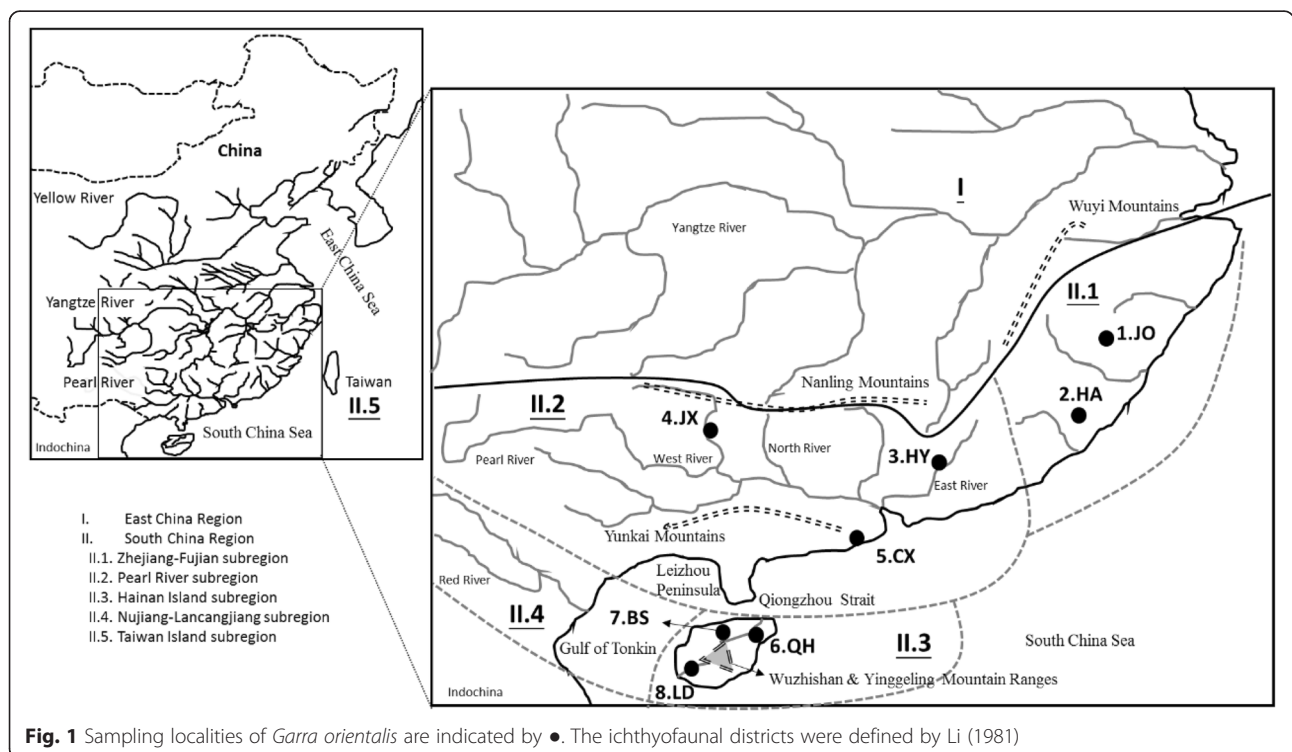 China
Yellow River
East China Sea
Yangtze River
Pearl River
Taiwan
II.5
South China Sea
Indochina
I
Wuyi Mountains
Yangtze River
II.1
1.JO
Nanling Mountains
II.2
2.HA
4.JX
North River
West River
Pearl River
3.HY
East River
Yunkai Mountains
5.CX
Leizhou
Peninsula
Red River
Qiongzhou Strait
II.4
7.BS
Gulf of Tonkin
6.QH
II.3
South China Sea
Wuzhishan & Yinggeling Mountain Ranges
8.LD
Indochina
I. East China Region
II. South China Region
II.1. Zhejiang-Fujian subregion
II.2. Pearl River subregion
II.3. Hainan Island subregion
II.4. Nujiang-Lancangjiang subregion
II.5. Taiwan Island subregion
Fig. 1 Sampling localities of Garra orientalis are indicated by ●. The ichthyofaunal districts were defined by Li (1981)